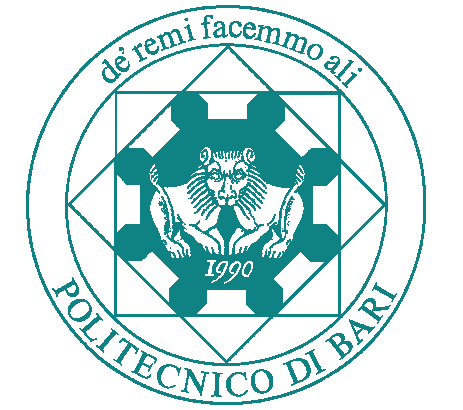 de' remi facemmo ali
1990
POLITECNICO DI BARI